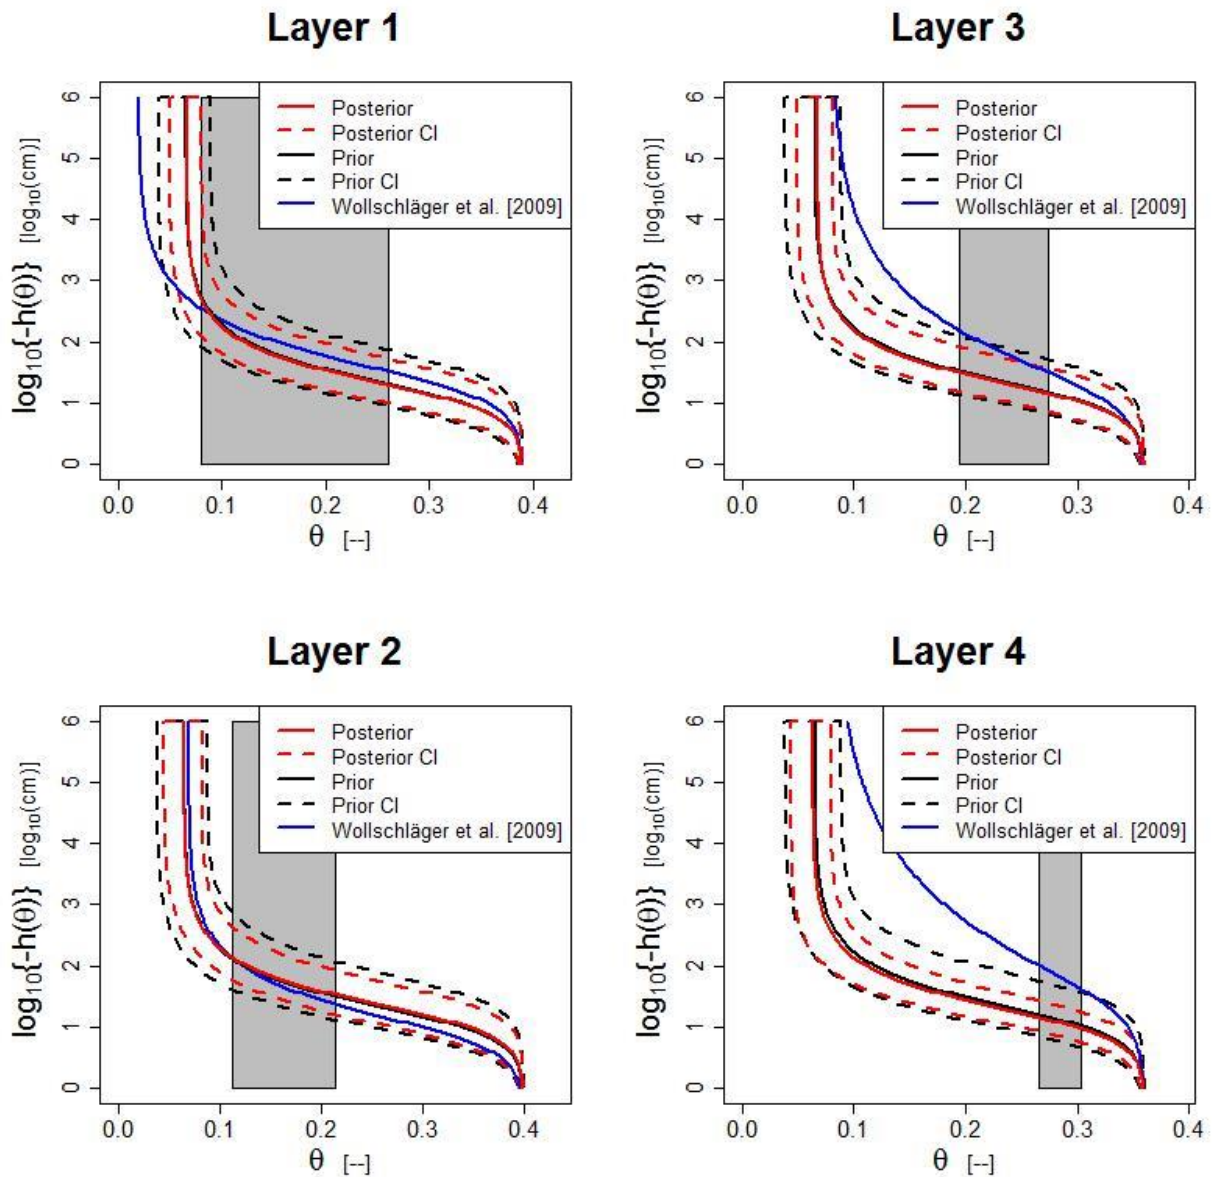 Layer 1
log10{-h(θ)} [log10(cm)]
6
5
4
3
2
1
0
Posterior
Posterior CI
Prior
Prior CI
Wollschläger et al. [2009]
0.0 0.1 0.2 0.3 0.4
θ [--]
Layer 3
log10{-h(θ)} [log10(cm)]
6
5
4
3
2
1
0
Posterior
Posterior CI
Prior
Prior CI
Wollschläger et al. [2009]
0.0 0.1 0.2 0.3 0.4
θ [--]
Layer 2
log10{-h(θ)} [log10(cm)]
6
5
4
3
2
1
0
Posterior
Posterior CI
Prior
Prior CI
Wollschläger et al. [2009]
0.0 0.1 0.2 0.3 0.4
θ [--]
Layer 4
log10{-h(θ)} [log10(cm)]
6
5
4
3
2
1
0
Posterior
Posterior CI
Prior
Prior CI
Wollschläger et al. [2009]
0.0 0.1 0.2 0.3 0.4
θ [--]